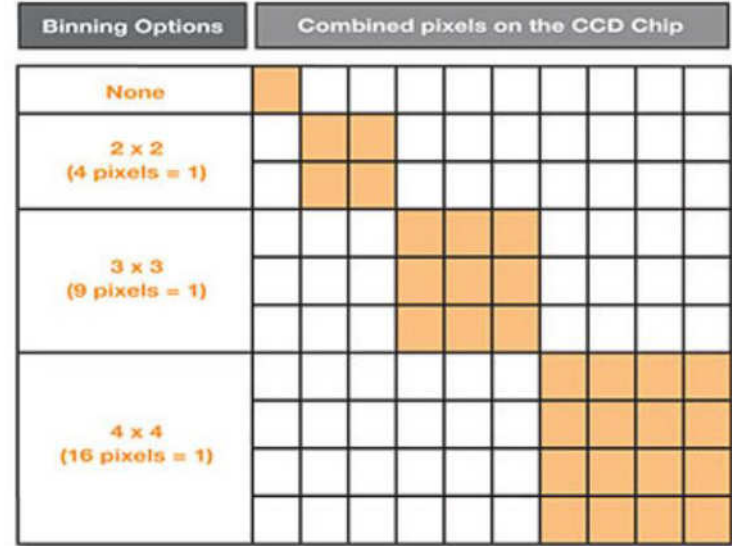 Binning Options
Combined pixels on the CCD Chip
None
2 x 2
(4 pixels = 1)
3 x 3
(9 pixels = 1)
4 x 4
(16 pixels = 1)